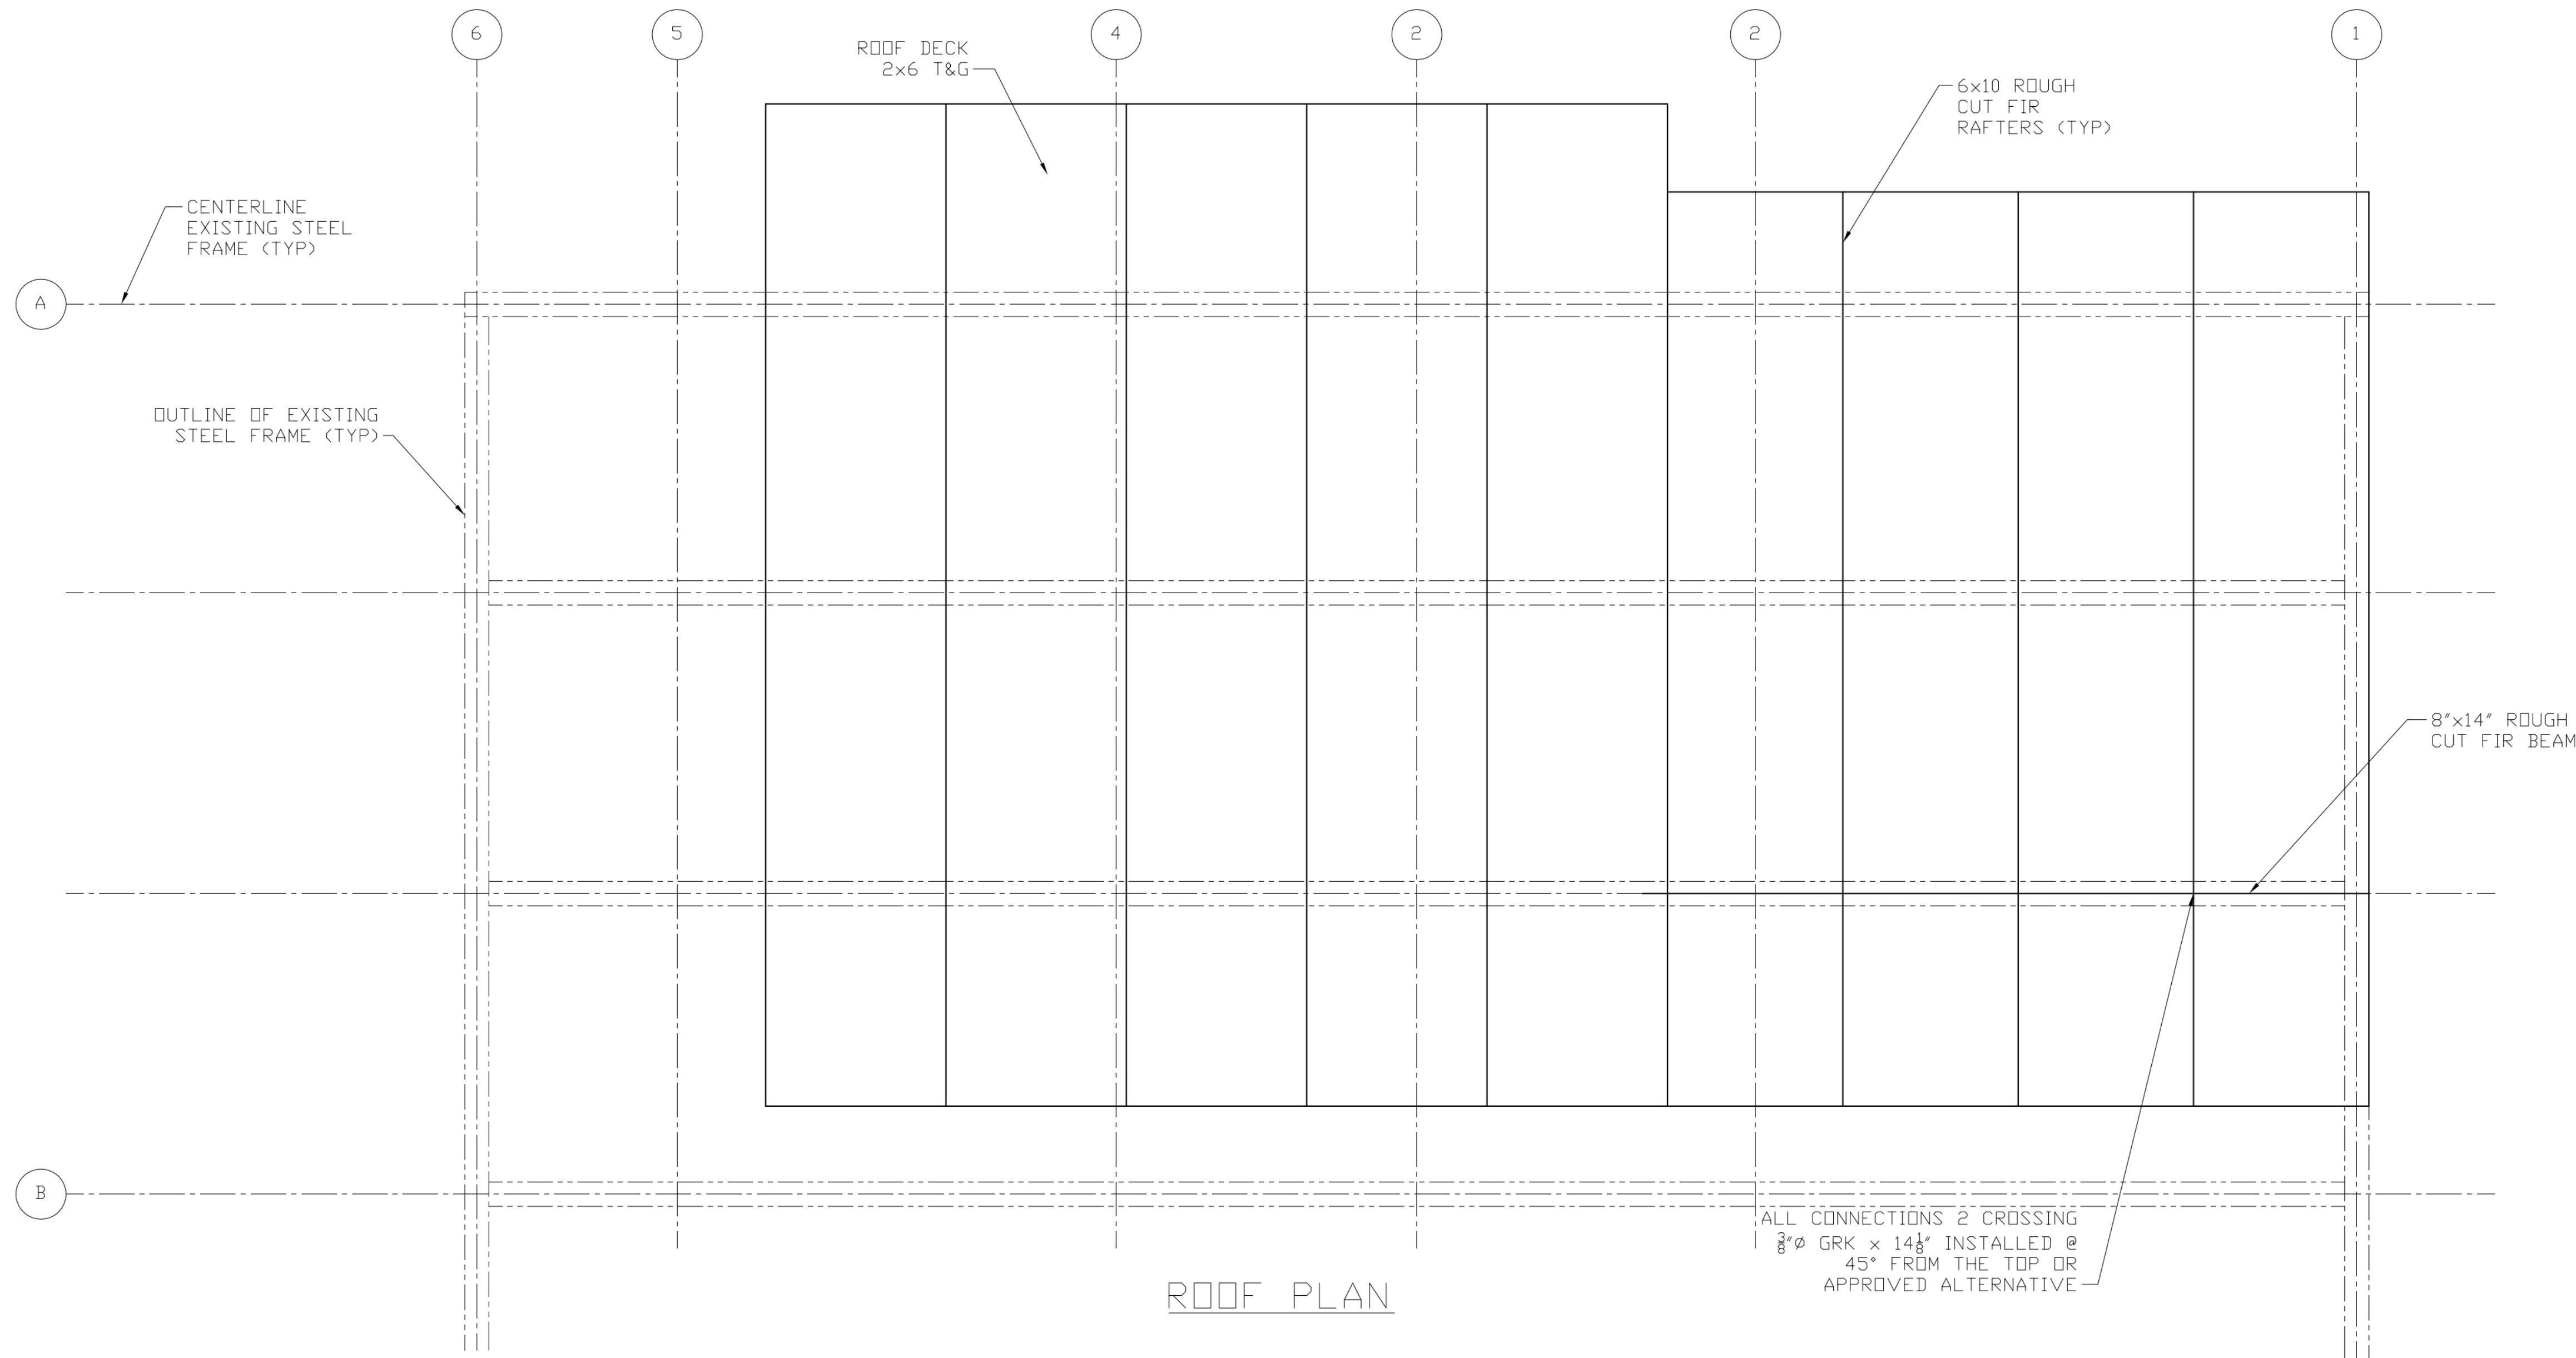 6
5
4
2
2
1
ROOF DECK
2x6 T&G
6x10 ROUGH
CUT FIR
RAFTERS (TYP)
CENTERLINE
EXISTING STEEL
FRAME (TYP)
A
OUTLINE OF EXISTING
STEEL FRAME (TYP)
8"x14" ROUGH
CUT FIR BEAM
B
ALL CONNECTIONS 2 CROSSING
3/8"Ø GRK x 14 1/8" INSTALLED @
45° FROM THE TOP OR
APPROVED ALTERNATIVE
ROOF PLAN